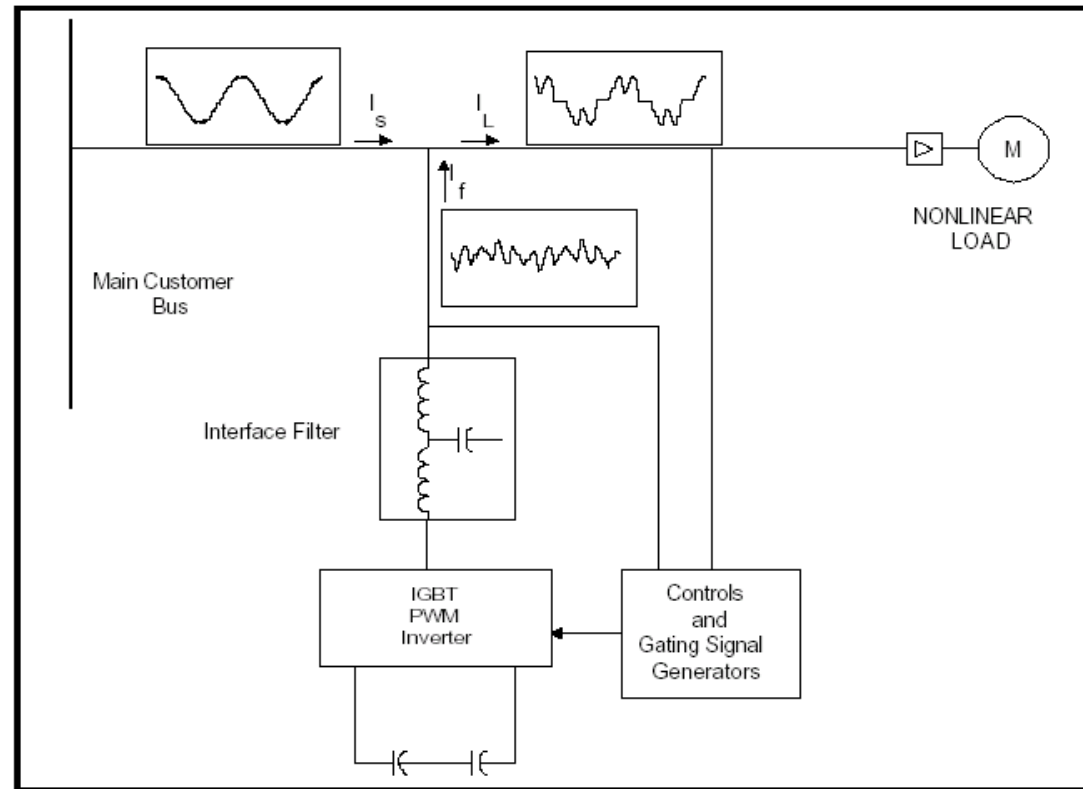 I
S
I
L
I
f
M
NONLINEAR
LOAD
Main Customer
Bus
Interface Filter
IGBT
PWM
Inverter
Controls
and
Gating Signal
Generators